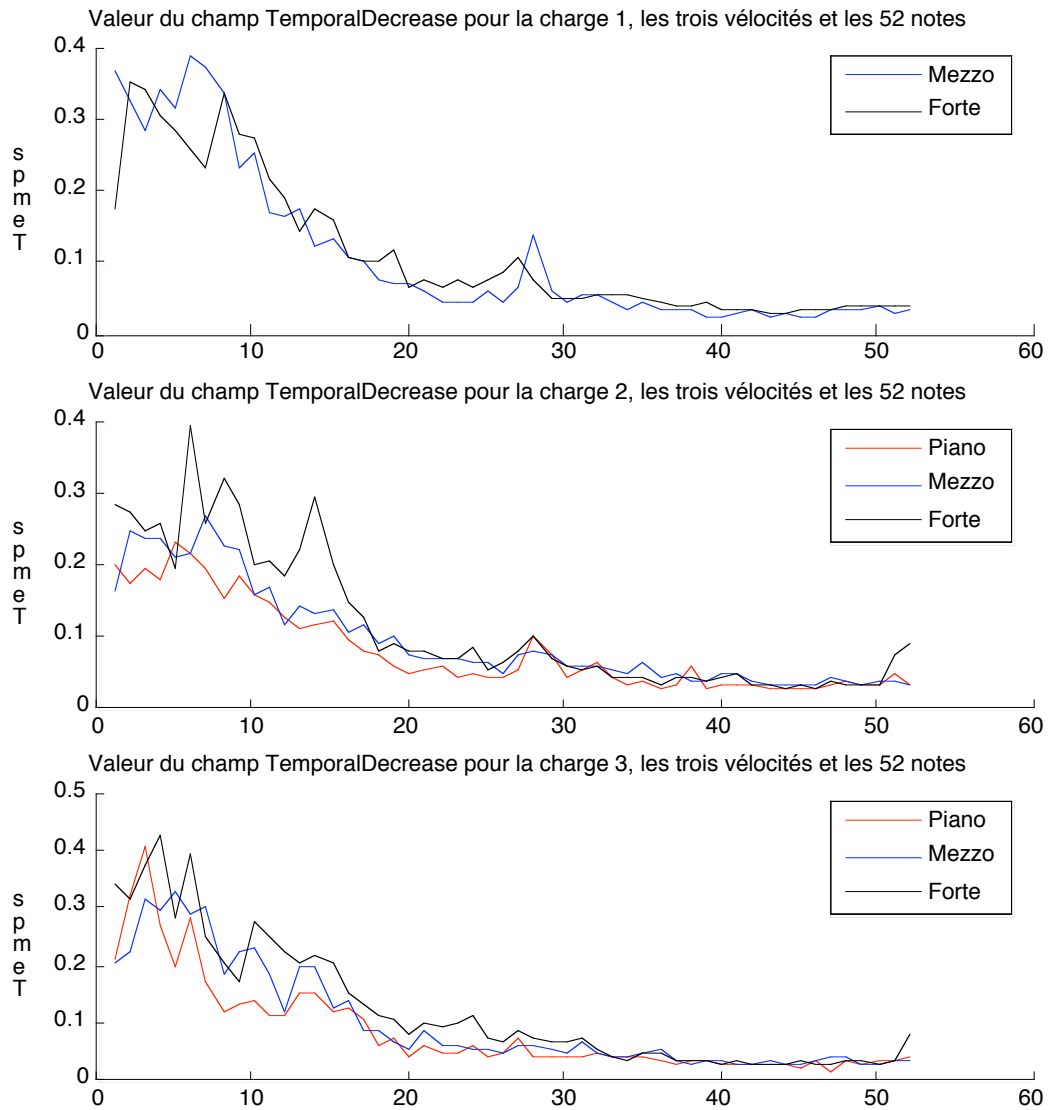 Valeur du champ TemporalDecrease pour la charge 1, les trois vélocités et les 52 notes
0.4
0.3
0.2
0.1
0
s
p
m
e
T
Mezzo
Forte
0
10
20
30
40
50
60
Valeur du champ TemporalDecrease pour la charge 2, les trois vélocités et les 52 notes
0.4
0.3
0.2
0.1
0
s
p
m
e
T
Piano
Mezzo
Forte
0
10
20
30
40
50
60
Valeur du champ TemporalDecrease pour la charge 3, les trois vélocités et les 52 notes
0.5
0.4
0.3
0.2
0.1
0
s
p
m
e
T
Piano
Mezzo
Forte
0
10
20
30
40
50
60